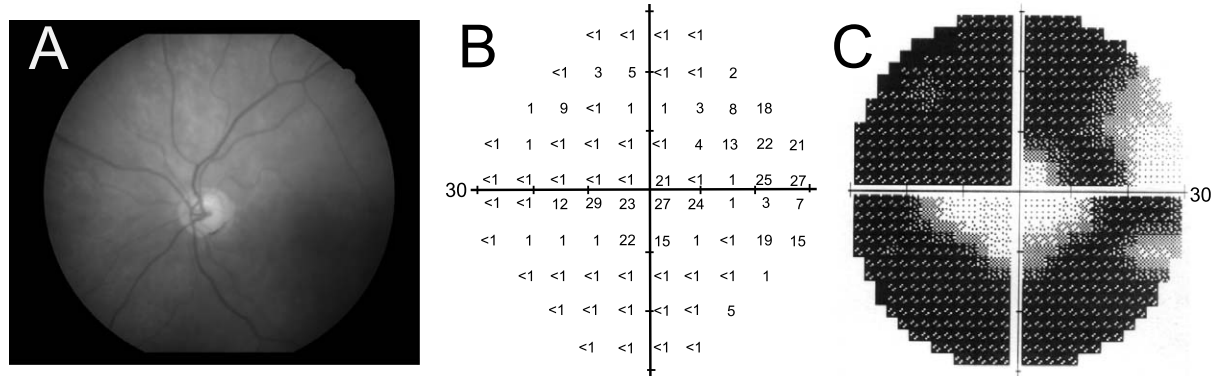 A B C
<1 <1 <1 <1
<1 3 5 <1 <1 2
1 9 <1 1 1 3 8 18
<1 1 <1 <1 <1 <1 4 13 22 21
<1 <1 <1 <1 <1 21 <1 1 25 27
30 30
<1 <1 12 29 23 27 24 1 3 7
<1 1 1 1 22 15 1 <1 19 15
<1 <1 <1 <1 <1 <1 <1 1
<1 <1 <1 <1 <1 5
<1 <1 <1 <1